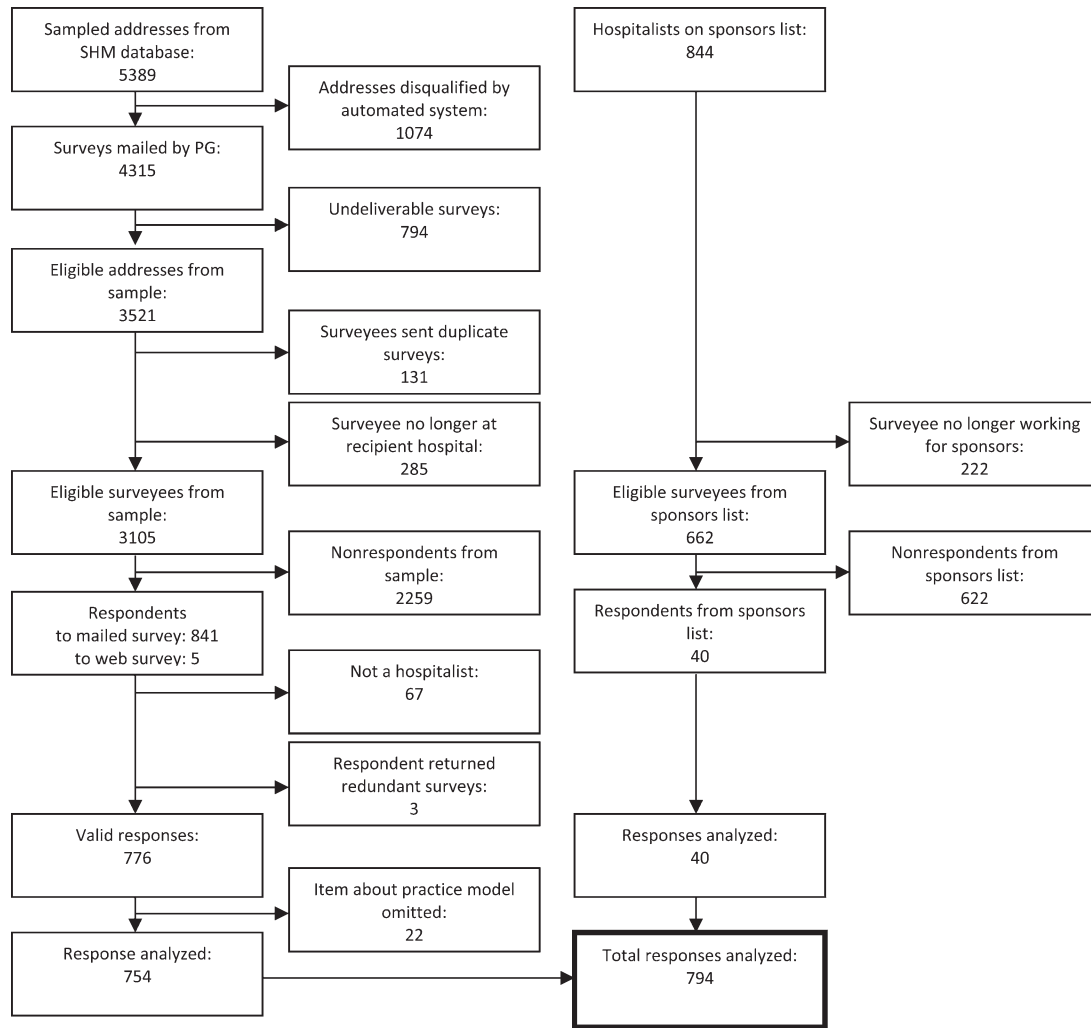 Sampled addresses from
SHM database:
5389
Hospitalists on sponsors list:
844
Addresses disqualified by
automated system:
1074
Surveys mailed by PG:
4315
Undeliverable surveys:
794
Eligible addresses from
sample:
3521
Surveyees sent duplicate
surveys:
131
Surveyee no longer at
recipient hospital:
285
Surveyee no longer working
for sponsors:
222
Eligible surveyees from
sample:
3105
Eligible surveyees from
sponsors list:
662
Nonrespondents from
sample:
2259
Nonrespondents from
sponsors list:
622
Respondents
to mailed survey: 841
to web survey: 5
Respondents from sponsors
list:
40
Not a hospitalist:
67
Respondent returned
redundant surveys:
3
Valid responses:
776
Responses analyzed:
40
Item about practice model
omitted:
22
Response analyzed:
754
Total responses analyzed:
794